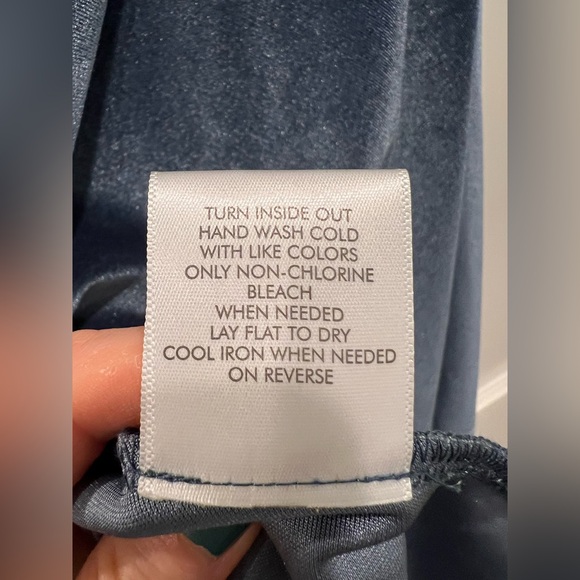 TURN INSIDE OUT
HAND WASH COLD
WITH LIKE COLORS
ONLY NON-CHLORINE
BLEACH
WHEN NEEDED
LAY FLAT TO DRY
COOL IRON WHEN NEEDED
ON REVERSE